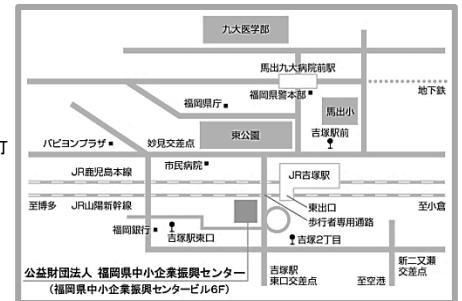 九大医学部
馬出九大病院前駅
福岡県警本部
地下鉄
福岡県庁
馬出小
東公園
吉塚駅前
町
パピヨンプラザ
妙見交差点
市民病院
JR吉塚駅
JR鹿児島本線
至博多
JR山陽新幹線
東出口
至小倉
歩行者専用通路
福岡銀行
吉塚駅東口
吉塚2丁目
公益財団法人 福岡県中小企業振興センター
(福岡県中小企業振興センタービル6F)
吉塚駅
東口交差点
至空港
新二又瀬
交差点